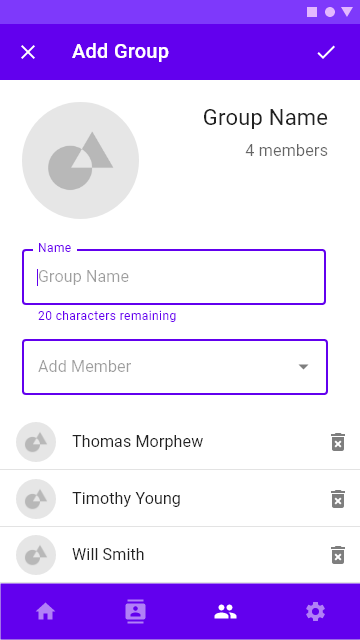 Add Group
Group Name
4 members
Name
Group Name
20 characters remaining
Add Member
Thomas Morphew
Timothy Young
Will Smith